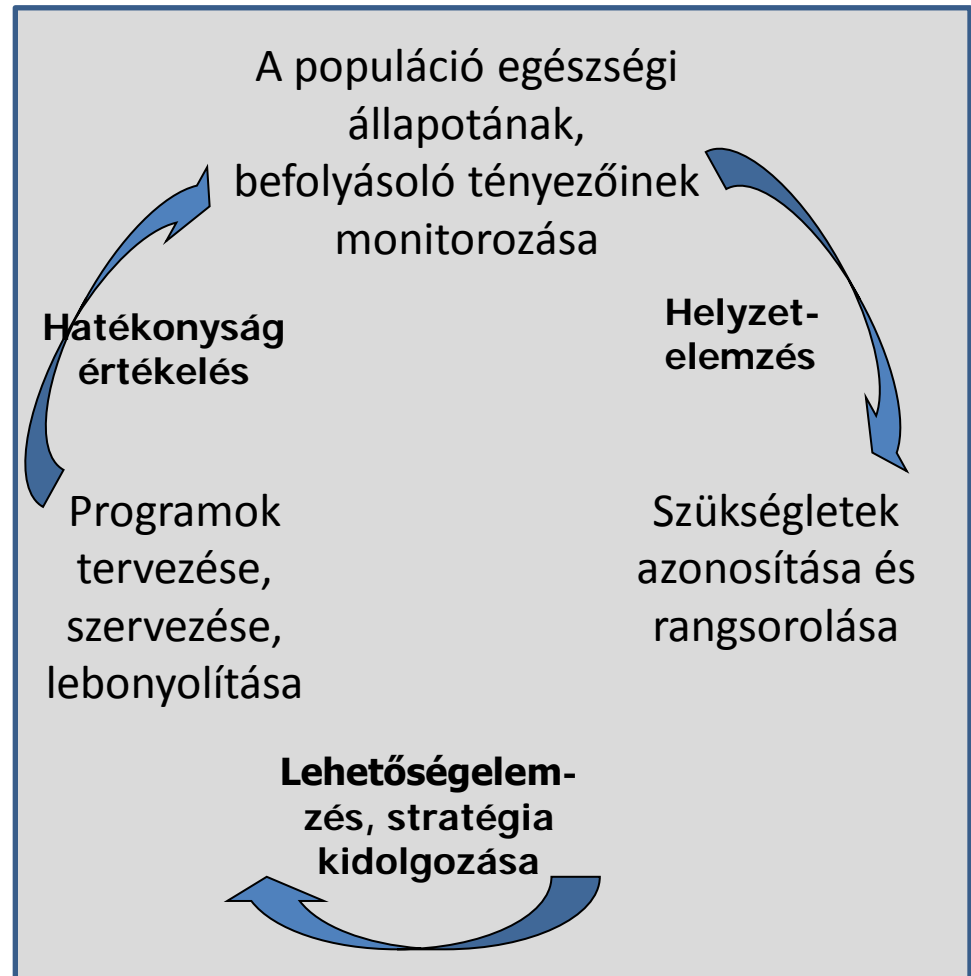 A populáció egészségi
állapotának,
befolyásoló tényezőinek
monitorozása
Hatékonyság
értékelés
Helyzet-
elemzés
Programok
tervezése,
szervezése,
lebonyolítása
Szükségletek
azonosítása és
rangsorolása
Lehetőségelem-
zés, stratégia
kidolgozása